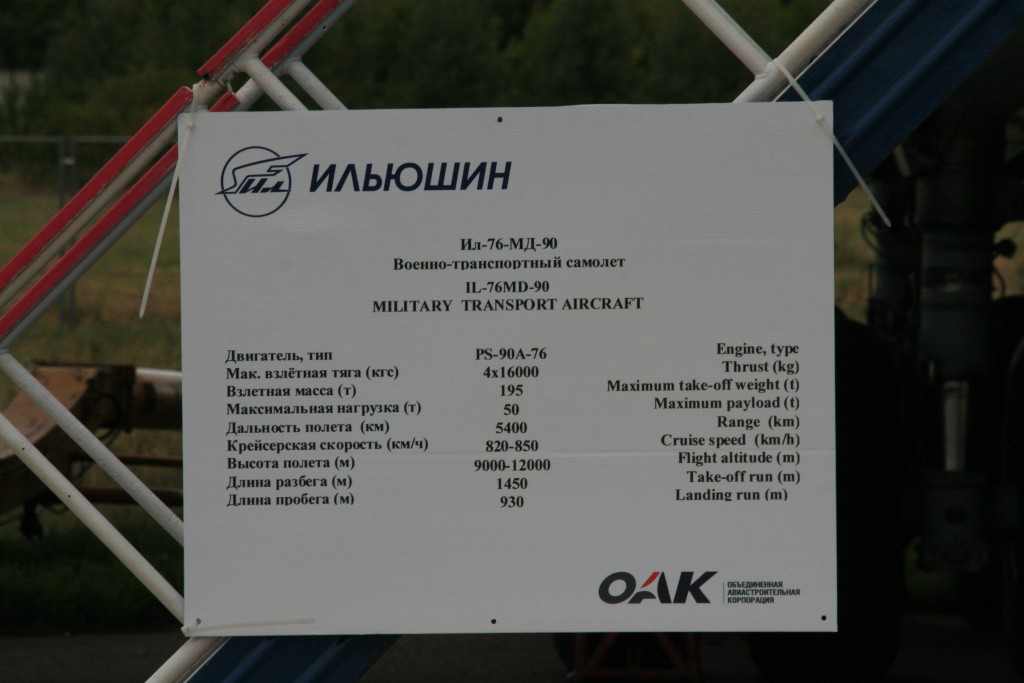 Ил
ИЛЬЮШИН
Ил-76-МД-90
Военно-транспортный самолет
IL-76MD-90
MILITARY TRANSPORT AIRCRAFT
Двигатель, тип PS-90A-76 Engine, type
Мак. взлётная тяга (кгс) 4x16000 Thrust (kg)
Взлетная масса (т) 195 Maximum take-off weight (t)
Максимальная нагрузка (т) 50 Maximum payload (t)
Дальность полета (км) 5400 Range (km)
Крейсерская скорость (км/ч) 820-850 Cruise speed (km/h)
Высота полета (м) 9000-12000 Flight altitude (m)
Длина разбега (м) 1450 Take-off run (m)
Длина пробега (м) 930 Landing run (m)
ОАК
ОБЪЕДИНЕННАЯ
АВИАСТРОИТЕЛЬНАЯ
КОРПОРАЦИЯ